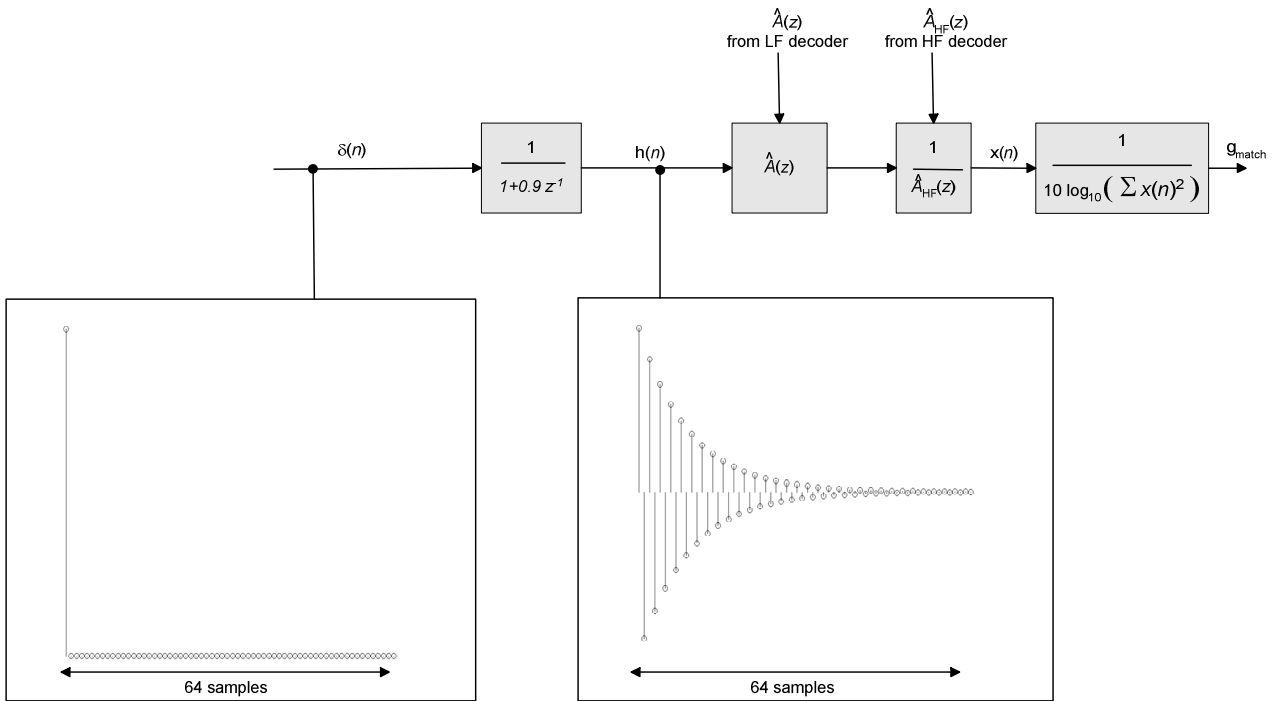 Â(z)
from LF decoder
Â_HF(z)
from HF decoder
δ(n)
1
1+0.9 z⁻¹
h(n)
Â(z)
1
Â_HF(z)
x(n)
1
10 log₁₀( Σ x(n)² )
g_match
64 samples
64 samples